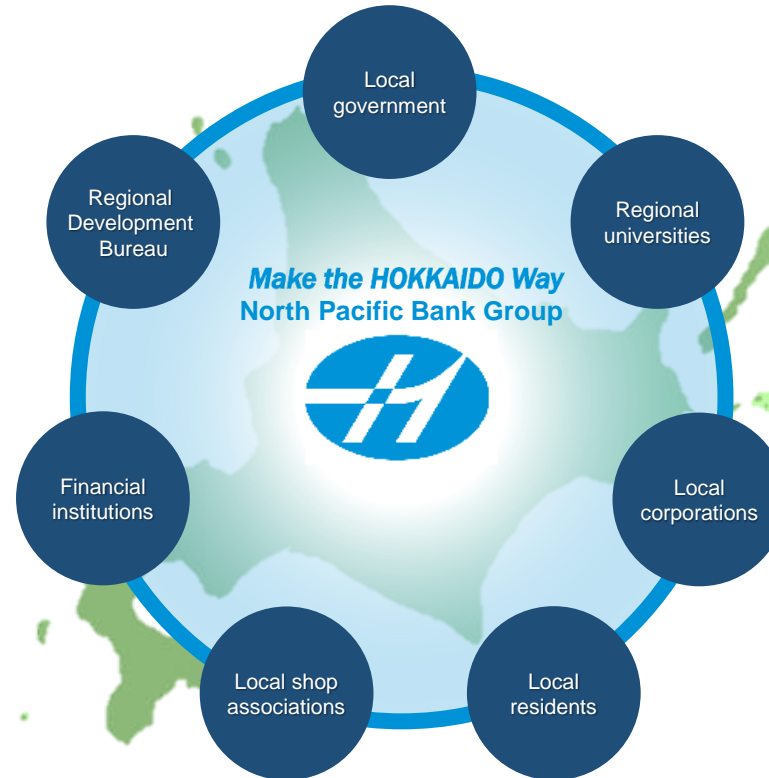 Local
government
Regional
Development
Bureau
Regional
universities
Make the HOKKAIDO Way
North Pacific Bank Group
Financial
institutions
Local
corporations
Local shop
associations
Local
residents